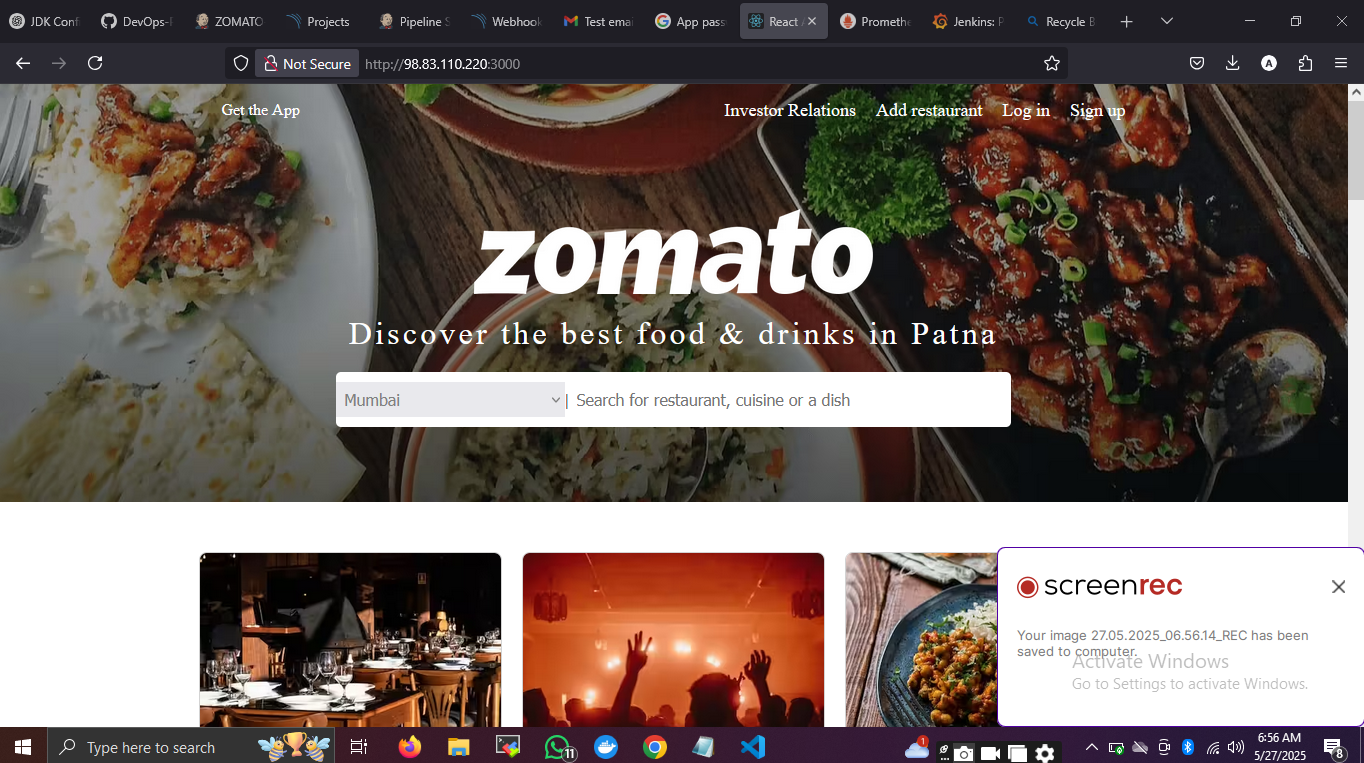 JDK Confi
DevOps-P
ZOMATO
Projects
Pipeline S
Webhook
Test emai
App pass
React A
Promethe
Jenkins: P
Recycle B
Not Secure
http://98.83.110.220:3000
A
Get the App
Investor Relations
Add restaurant
Log in
Sign up
zomato
Discover the best food & drinks in Patna
Mumbai
| Search for restaurant, cuisine or a dish
screenrec
Your image 27.05.2025_06.56.14_REC has been
saved to computer.
Activate Windows
Go to Settings to activate Windows.
Type here to search
11
1
6:56 AM
5/27/2025
8